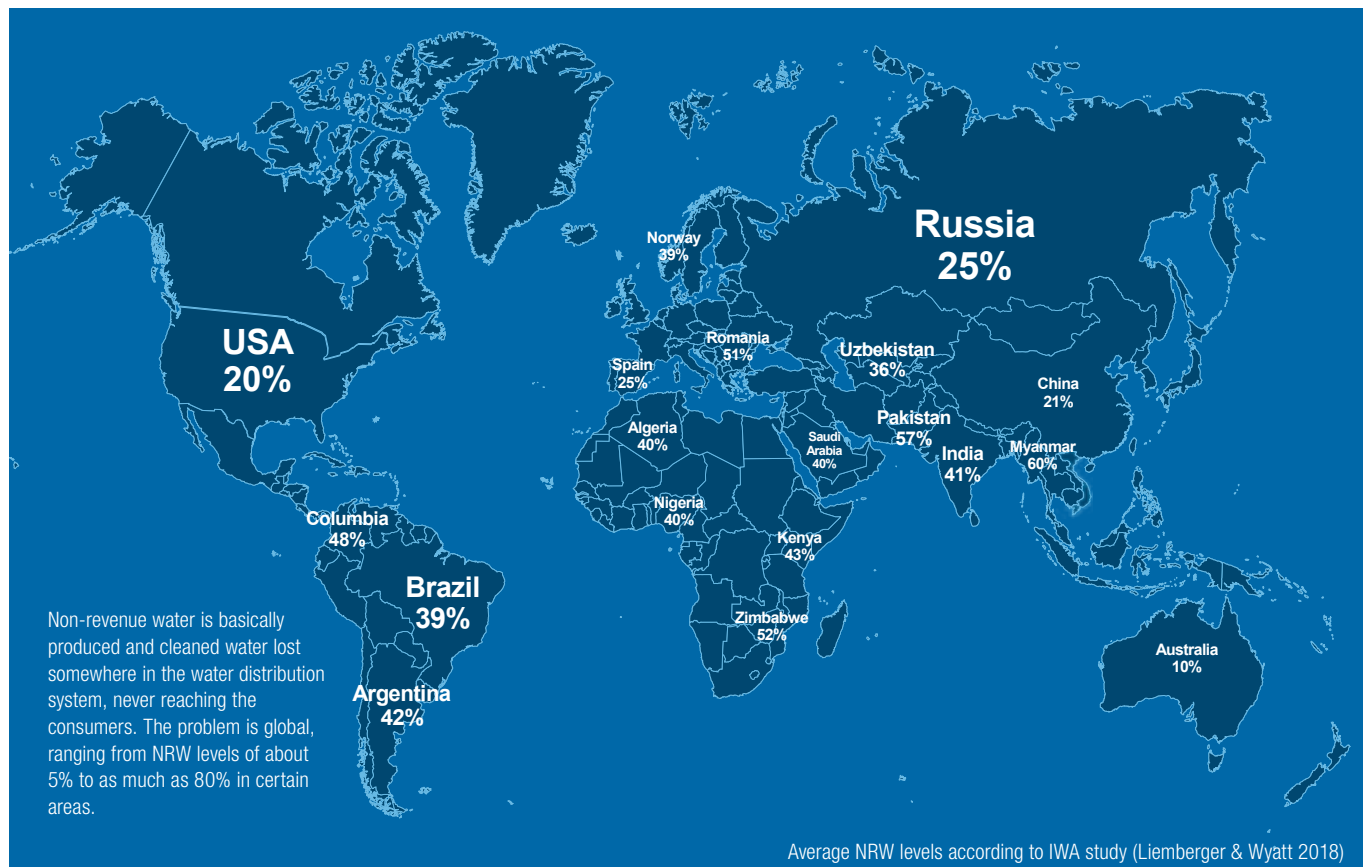 Norway
39%
Russia
25%
USA
20%
Romania
51%
Uzbekistan
36%
Spain
25%
China
21%
Algeria
40%
Saudi
Arabia
40%
Pakistan
57%
India
41%
Myanmar
60%
Nigeria
40%
Columbia
48%
Kenya
43%
Brazil
39%
Zimbabwe
52%
Australia
10%
Argentina
42%
Non-revenue water is basically
produced and cleaned water lost
somewhere in the water distribution
system, never reaching the
consumers. The problem is global,
ranging from NRW levels of about
5% to as much as 80% in certain
areas.
Average NRW levels according to IWA study (Liemberger & Wyatt 2018)